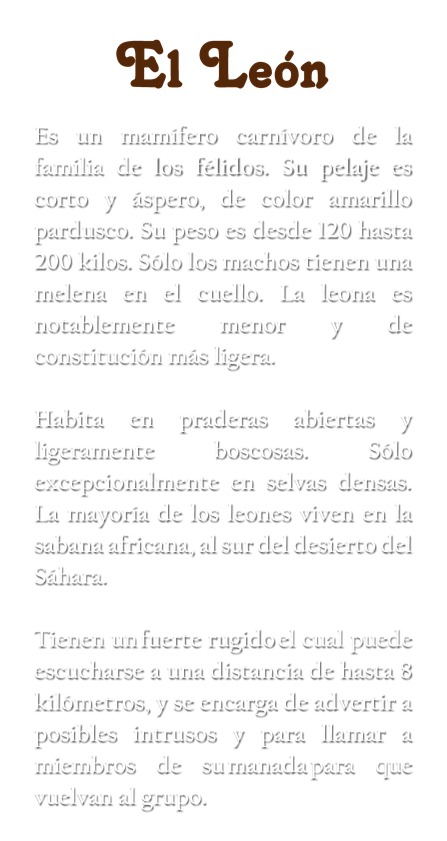 El León
Es un mamífero carnívoro de la
familia de los félidos. Su pelaje es
corto y áspero, de color amarillo
pardusco. Su peso es desde 120 hasta
200 kilos. Sólo los machos tienen una
melena en el cuello. La leona es
notablemente menor y de
constitución más ligera.
Habita en praderas abiertas y
ligeramente boscosas. Sólo
excepcionalmente en selvas densas.
La mayoría de los leones viven en la
sabana africana, al sur del desierto del
Sáhara.
Tienen un fuerte rugido el cual puede
escucharse a una distancia de hasta 8
kilómetros, y se encarga de advertir a
posibles intrusos y para llamar a
miembros de su manada para que
vuelvan al grupo.